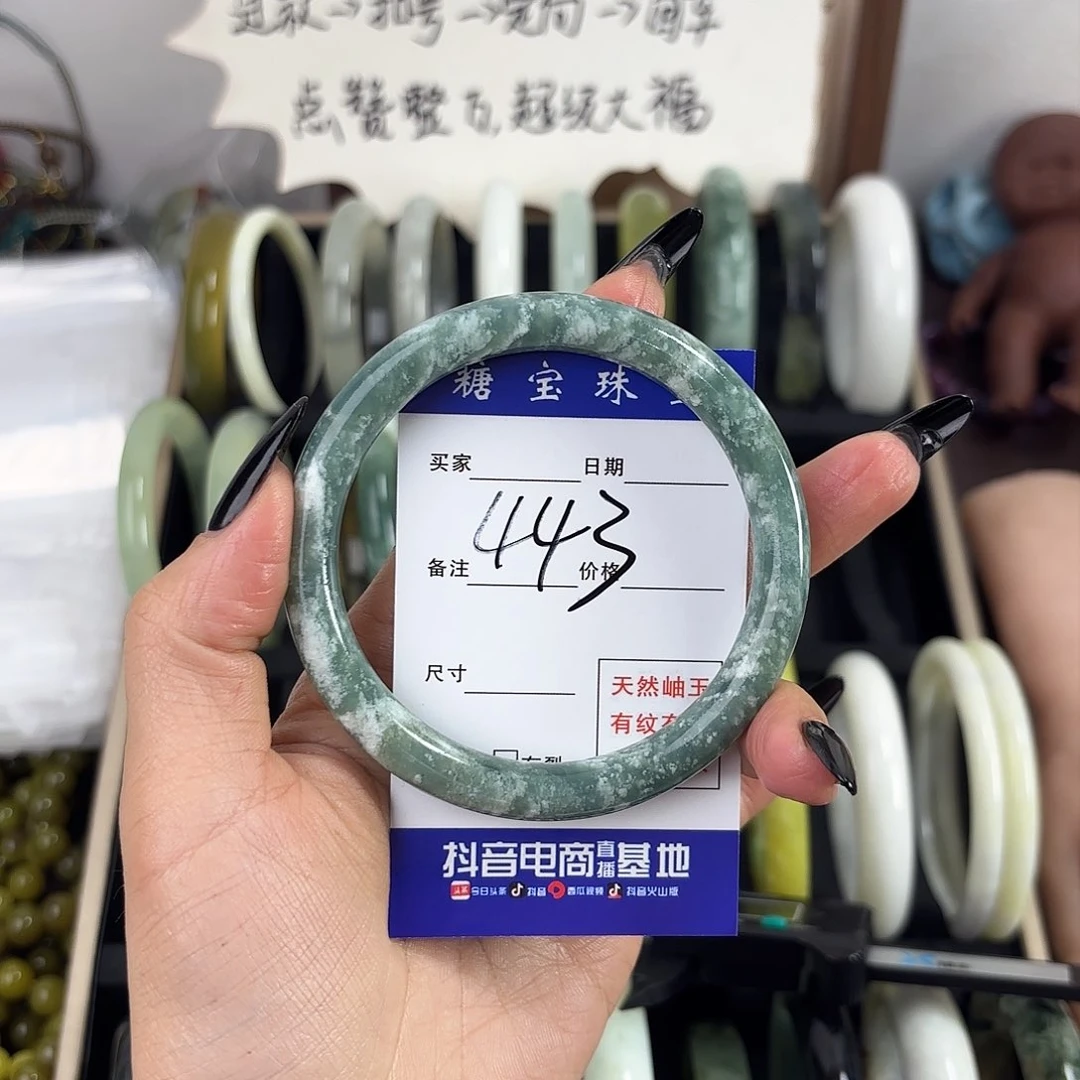 点赞整飞,超级大福
糖宝珠
买家 日期
443
备注 价格
尺寸
天然岫玉
有纹
抖音电商直播基地
今日头条 抖音 西瓜视频 抖音火山版